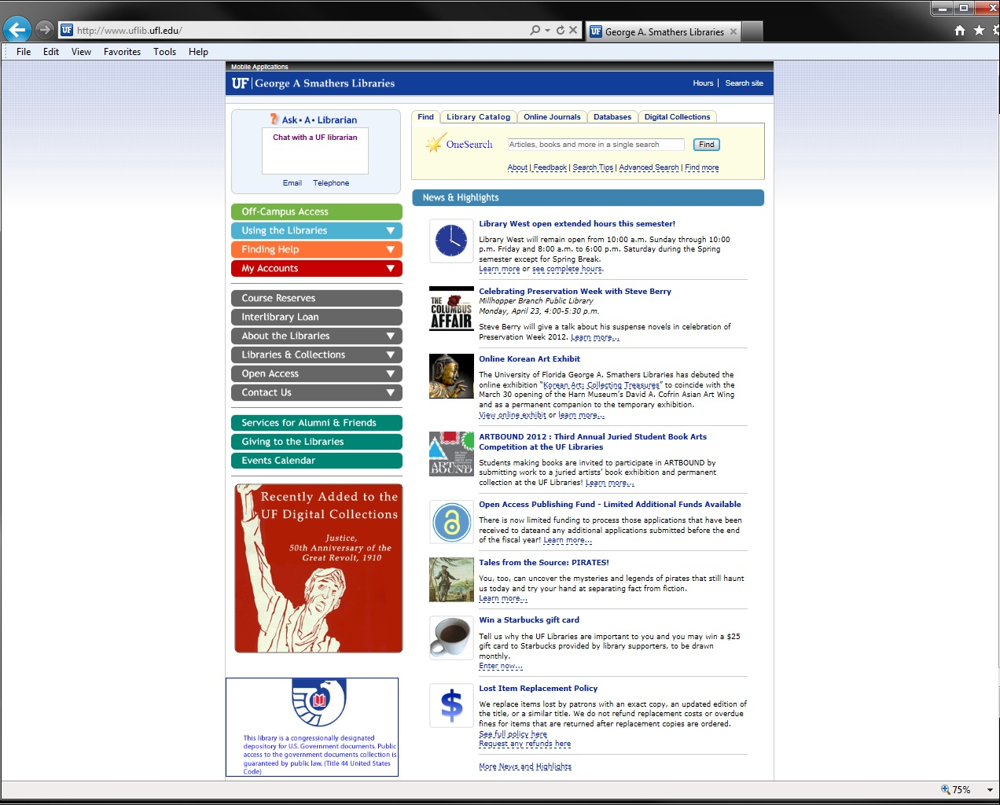 http://www.uflib.ufl.edu/
UF George A. Smathers Libraries
File Edit View Favorites Tools Help
Mobile Applications
UF George A Smathers Libraries
Hours | Search site
Ask • A • Librarian
Chat with a UF librarian
Email Telephone
Off-Campus Access
Using the Libraries
Finding Help
My Accounts
Course Reserves
Interlibrary Loan
About the Libraries
Libraries & Collections
Open Access
Contact Us
Services for Alumni & Friends
Giving to the Libraries
Events Calendar
Recently Added to the
UF Digital Collections
Justice,
50th Anniversary of the
Great Revolt, 1910
This library is a congressionally designated
depository for U.S. Government documents. Public
access to the government documents collection is
guaranteed by public law. (Title 44 United States
Code)
Find Library Catalog Online Journals Databases Digital Collections
OneSearch
Articles, books and more in a single search
Find
About | Feedback | Search Tips | Advanced Search | Find more
News & Highlights
Library West open extended hours this semester!
Library West will remain open from 10:00 a.m. Sunday through 10:00
p.m. Friday and 8:00 a.m. to 6:00 p.m. Saturday during the Spring
semester except for Spring Break.
Learn more or see complete hours.
THE
COLUMBUS
AFFAIR
Celebrating Preservation Week with Steve Berry
Millhopper Branch Public Library
Monday, April 23, 4:00-5:30 p.m.
Steve Berry will give a talk about his suspense novels in celebration of
Preservation Week 2012. Learn more...
Online Korean Art Exhibit
The University of Florida George A. Smathers Libraries has debuted the
online exhibition “Korean Art: Collecting Treasures” to coincide with the
March 30 opening of the Harn Museum’s David A. Cofrin Asian Art Wing
and as a permanent companion to the temporary exhibition.
View online exhibit or learn more...
ART
BOUND
ARTBOUND 2012 : Third Annual Juried Student Book Arts
Competition at the UF Libraries
Students making books are invited to participate in ARTBOUND by
submitting work to a juried artists’ book exhibition and permanent
collection at the UF Libraries! Learn more...
Open Access Publishing Fund - Limited Additional Funds Available
There is now limited funding to process those applications that have been
received to dateand any additional applications submitted before the end
of the fiscal year! Learn more...
Tales from the Source: PIRATES!
You, too, can uncover the mysteries and legends of pirates that still haunt
us today and try your hand at separating fact from fiction.
Learn more...
Win a Starbucks gift card
Tell us why the UF Libraries are important to you and you may win a $25
gift card to Starbucks provided by library supporters, to be drawn
monthly.
Enter now...
$
Lost Item Replacement Policy
We replace items lost by patrons with an exact copy, an updated edition of
the title, or a similar title. We do not refund replacement costs or overdue
fines for items that are returned after replacement copies are ordered.
See full policy here
Request any refunds here
More News and Highlights
75%